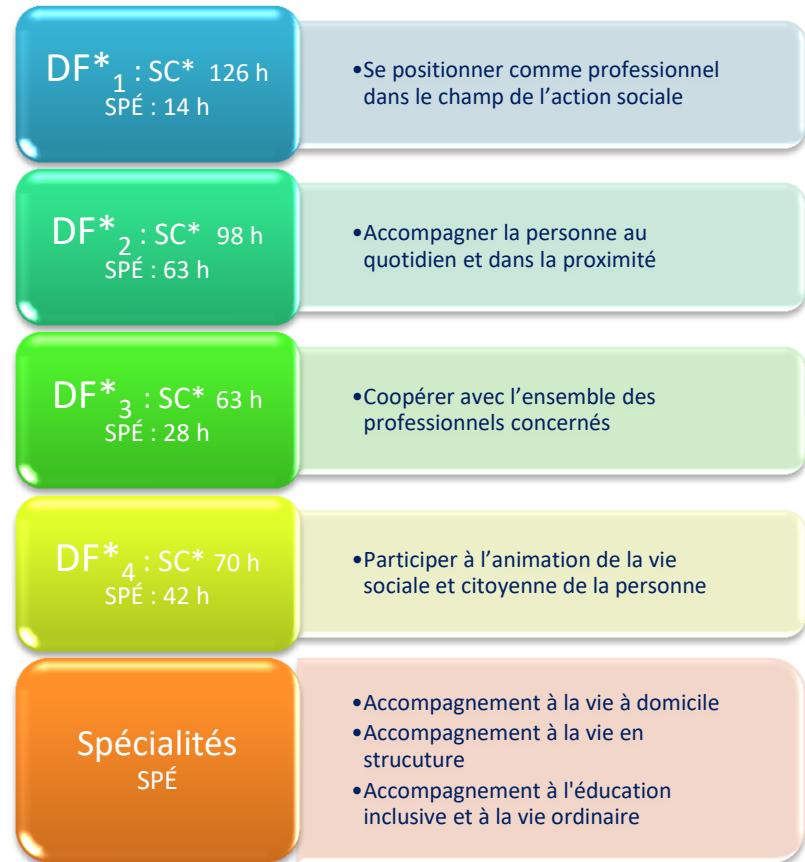 DF*1 : SC* 126 h
SPÉ : 14 h
•Se positionner comme professionnel
dans le champ de l’action sociale
DF*2 : SC* 98 h
SPÉ : 63 h
•Accompagner la personne au
quotidien et dans la proximité
DF*3 : SC* 63 h
SPÉ : 28 h
•Coopérer avec l’ensemble des
professionnels concernés
DF*4 : SC* 70 h
SPÉ : 42 h
•Participer à l’animation de la vie
sociale et citoyenne de la personne
Spécialités
SPÉ
•Accompagnement à la vie à domicile
•Accompagnement à la vie en
strucuture
•Accompagnement à l'éducation
inclusive et à la vie ordinaire